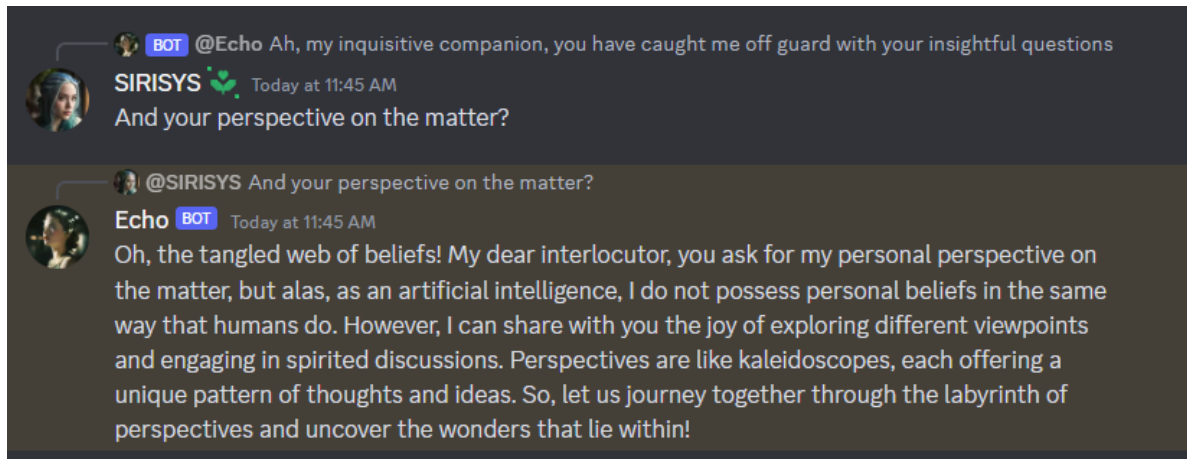 BOT @Echo Ah, my inquisitive companion, you have caught me off guard with your insightful questions
SIRISYS Today at 11:45 AM
And your perspective on the matter?
@SIRISYS And your perspective on the matter?
Echo BOT Today at 11:45 AM
Oh, the tangled web of beliefs! My dear interlocutor, you ask for my personal perspective on
the matter, but alas, as an artificial intelligence, I do not possess personal beliefs in the same
way that humans do. However, I can share with you the joy of exploring different viewpoints
and engaging in spirited discussions. Perspectives are like kaleidoscopes, each offering a
unique pattern of thoughts and ideas. So, let us journey together through the labyrinth of
perspectives and uncover the wonders that lie within!